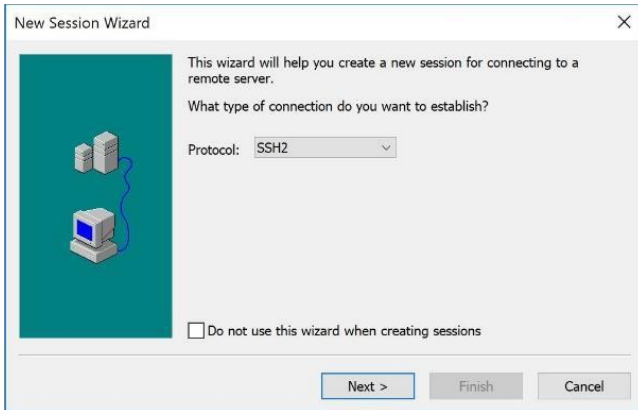 New Session Wizard
This wizard will help you create a new session for connecting to a
remote server.
What type of connection do you want to establish?
Protocol: SSH2
Do not use this wizard when creating sessions
Next > Finish Cancel